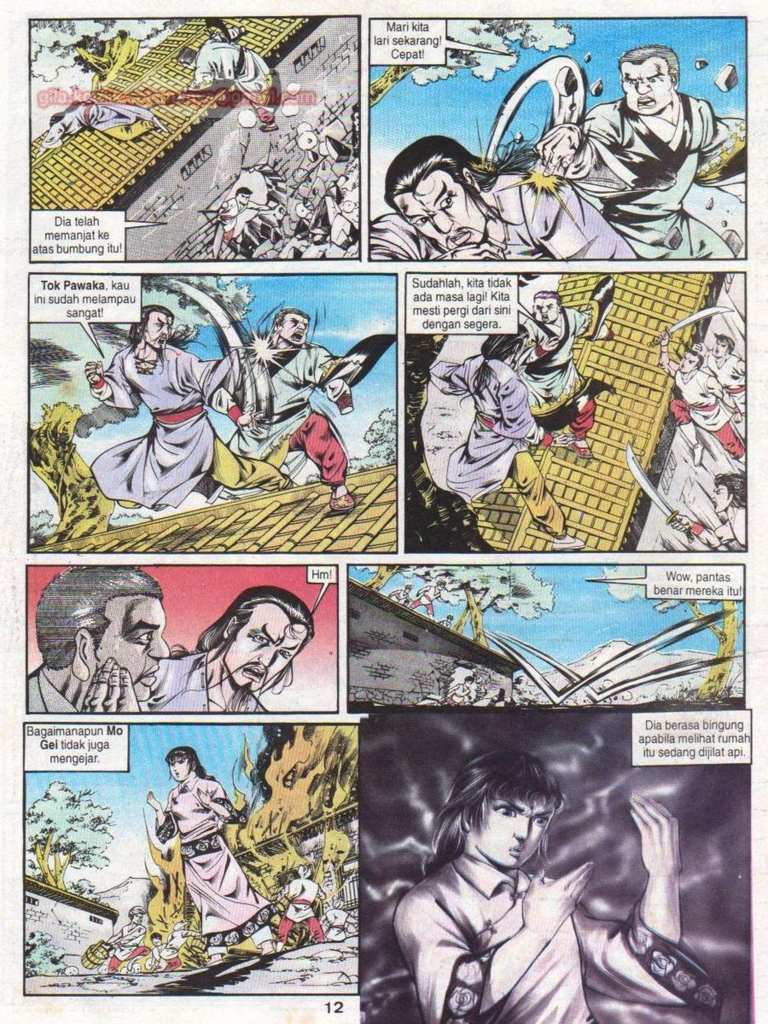 Dia telah
memanjat ke
atas bumbung itu!
Mari kita
lari sekarang!
Cepat!
Tok Pawaka, kau
ini sudah melampau
sangat!
Sudahlah, kita tidak
ada masa lagi! Kita
mesti pergi dari sini
dengan segera.
Hm!
Wow, pantas
benar mereka itu!
Bagaimanapun Mo
Gei tidak juga
mengejar.
Dia berasa bingung
apabila melihat rumah
itu sedang dijilat api.
12